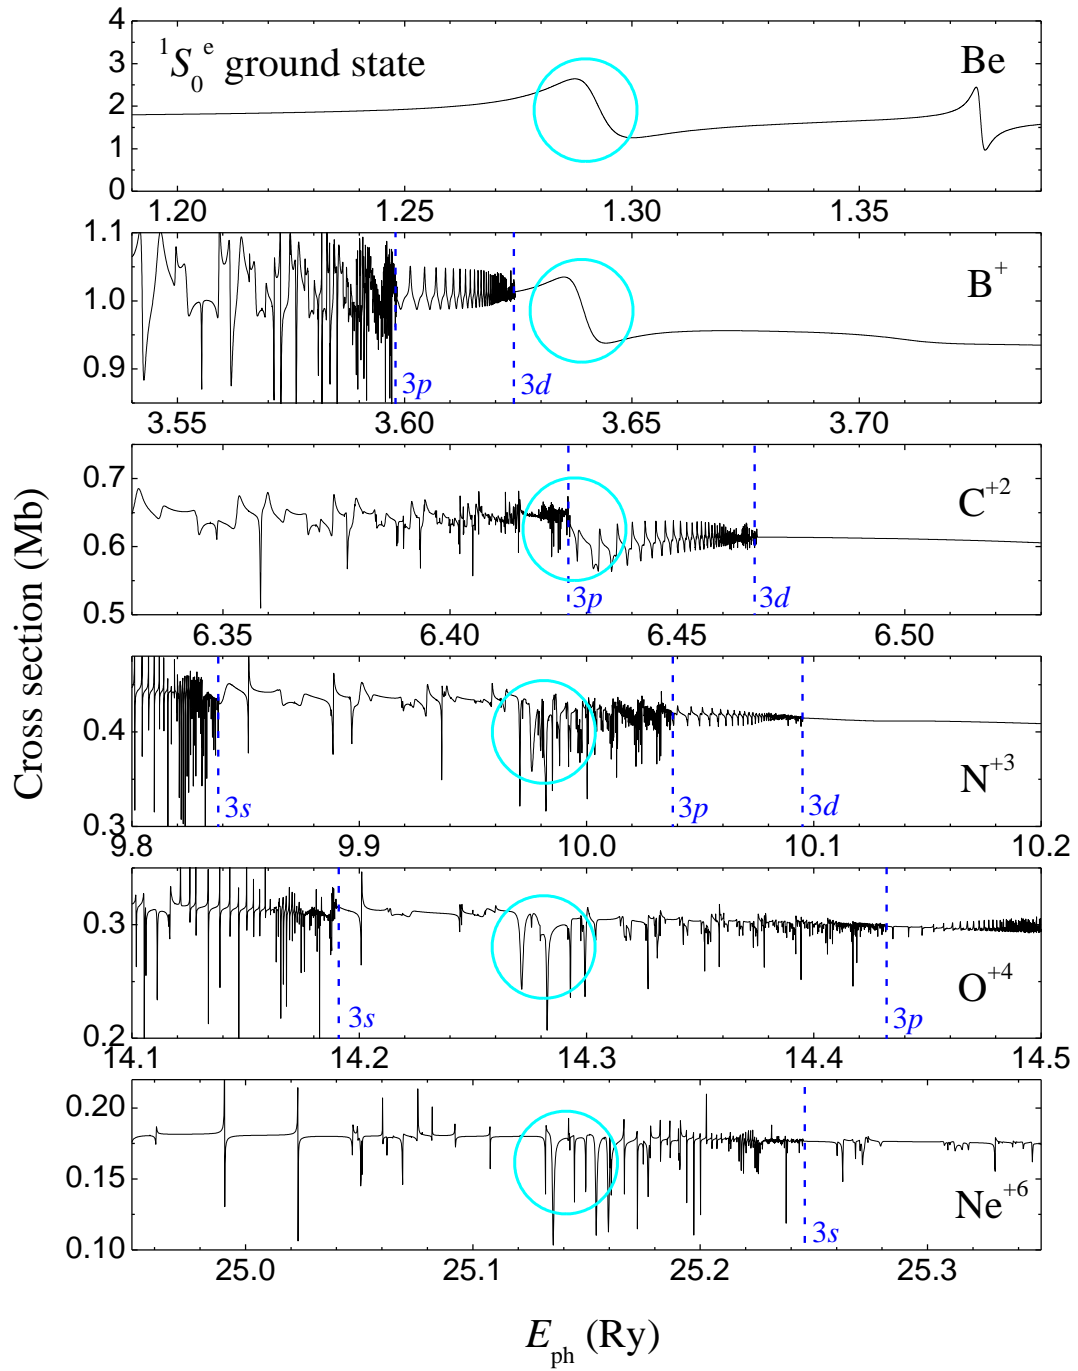 Cross section (Mb)
4
3
2
1
0
¹S₀ᵉ ground state
Be
1.20
1.25
1.30
1.35
1.1
1.0
0.9
3p
3d
B⁺
3.55
3.60
3.65
3.70
0.7
0.6
0.5
3p
3d
C⁺²
6.35
6.40
6.45
6.50
0.4
0.3
3s
3p
3d
N⁺³
9.8
9.9
10.0
10.1
10.2
0.3
0.2
3s
3p
O⁺⁴
14.1
14.2
14.3
14.4
14.5
0.20
0.15
0.10
3s
Ne⁺⁶
25.0
25.1
25.2
25.3
E_ph (Ry)